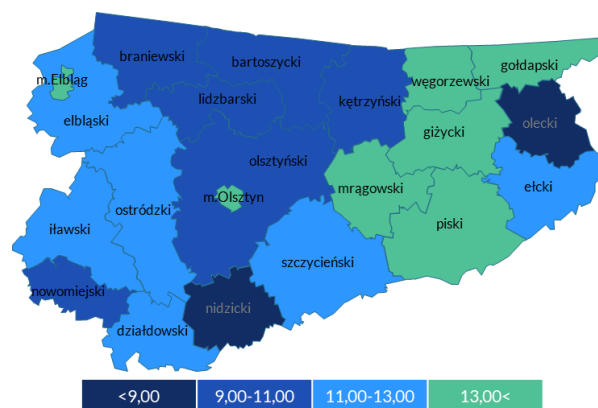 braniewski
bartoszycki
gołdapski
m.Elbląg
węgorzewski
lidzbarski
kętrzyński
elbląski
olecki
giżycki
olsztyński
mrągowski
ełcki
m.Olsztyn
ostródzki
iławski
piski
szczycieński
nowomiejski
nidzicki
działdowski
<9,00 9,00-11,00 11,00-13,00 13,00<